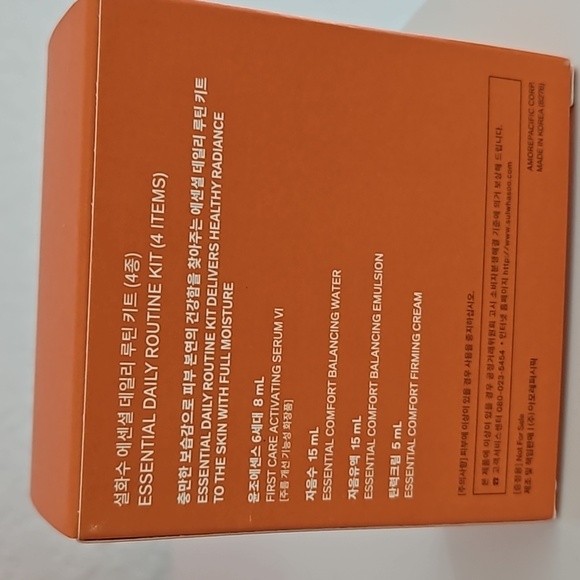 설화수 에센셜 데일리 루틴 키트 (4종)
ESSENTIAL DAILY ROUTINE KIT (4 ITEMS)
충만한 보습감으로 피부 본연의 건강함을 찾아주는 에센셜 데일리 루틴 키트
ESSENTIAL DAILY ROUTINE KIT DELIVERS HEALTHY RADIANCE
TO THE SKIN WITH FULL MOISTURE
윤조에센스 6세대 8 mL
FIRST CARE ACTIVATING SERUM VI
[주름 개선 기능성 화장품]
자음수 15 mL
ESSENTIAL COMFORT BALANCING WATER
자음유액 15 mL
ESSENTIAL COMFORT BALANCING EMULSION
탄력크림 5 mL
ESSENTIAL COMFORT FIRMING CREAM
[주의사항] 피부에 이상이 있을 경우 사용을 중지하십시오.
본 제품에 이상이 있을 경우 공정거래위원회 고시 소비자분쟁해결 기준에 의거 보상해 드립니다.
☎ 고객서비스센터 080-023-5454 • 인터넷 홈페이지 http://www.sulwhasoo.com
[증정용] Not For Sale
제조 및 책임판매 | (주)아모레퍼시픽
AMOREPACIFIC CORP.
MADE IN KOREA